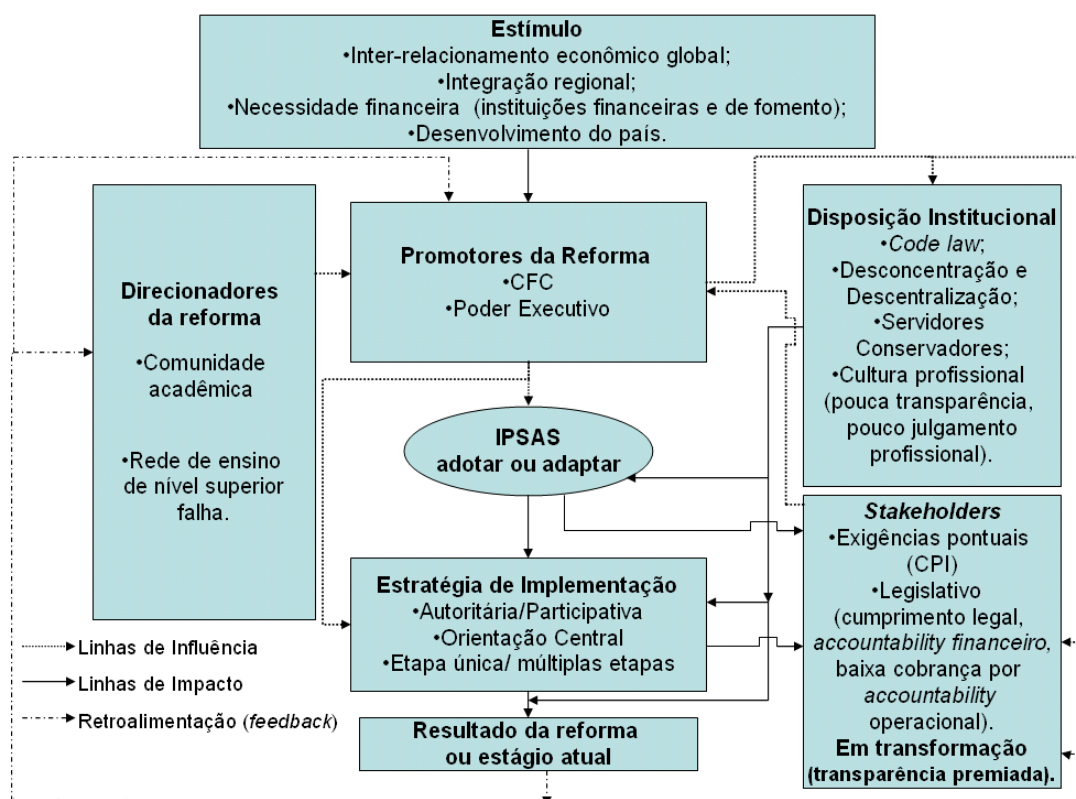 Estímulo
•Inter-relacionamento econômico global;
•Integração regional;
•Necessidade financeira (instituições financeiras e de fomento);
•Desenvolvimento do país.
Direcionadores
da reforma
•Comunidade
acadêmica
•Rede de ensino
de nível superior
falha.
Promotores da Reforma
•CFC
•Poder Executivo
IPSAS
adotar ou adaptar
Estratégia de Implementação
•Autoritária/Participativa
•Orientação Central
•Etapa única/ múltiplas etapas
Resultado da reforma
ou estágio atual
Disposição Institucional
•Code law;
•Desconcentração e
Descentralização;
•Servidores
Conservadores;
•Cultura profissional
(pouca transparência,
pouco julgamento
profissional).
Stakeholders
•Exigências pontuais
(CPI)
•Legislativo
(cumprimento legal,
accountability financeiro,
baixa cobrança por
accountability
operacional).
Em transformação
(transparência premiada).
Linhas de Influência
Linhas de Impacto
Retroalimentação (feedback)